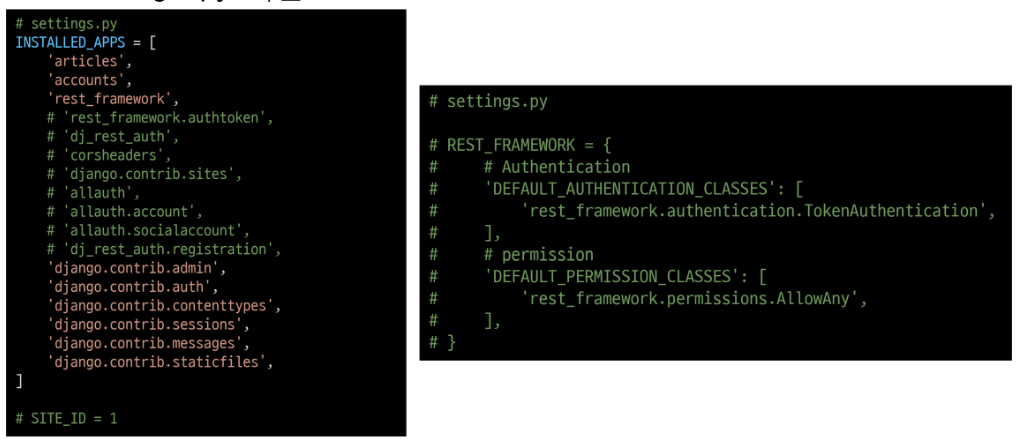 # settings.py
INSTALLED_APPS = [
    'articles',
    'accounts',
    'rest_framework',
    # 'rest_framework.authtoken',
    # 'dj_rest_auth',
    # 'corsheaders',
    # 'django.contrib.sites',
    # 'allauth',
    # 'allauth.account',
    # 'allauth.socialaccount',
    # 'dj_rest_auth.registration',
    'django.contrib.admin',
    'django.contrib.auth',
    'django.contrib.contenttypes',
    'django.contrib.sessions',
    'django.contrib.messages',
    'django.contrib.staticfiles’,
]
# SITE_ID = 1
# settings.py
# REST_FRAMEWORK = {
#     # Authentication
#     'DEFAULT_AUTHENTICATION_CLASSES': [
#         'rest_framework.authentication.TokenAuthentication',
#     ],
#     # permission
#     'DEFAULT_PERMISSION_CLASSES': [
#         'rest_framework.permissions.AllowAny',
#     ],
# }